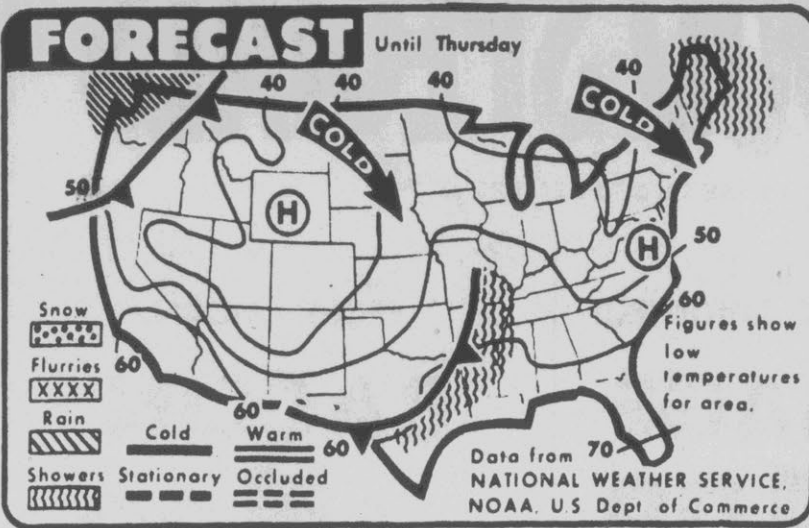 FORECAST Until Thursday
40 40 40 40
COLD COLD
50
H
H
50
60
60
60
60
70
Figures show
low
temperatures
for area.
Snow
Flurries
XXXX
Rain
Showers
Cold Warm
Stationary Occluded
Data from
NATIONAL WEATHER SERVICE,
NOAA, U.S Dept. of Commerce